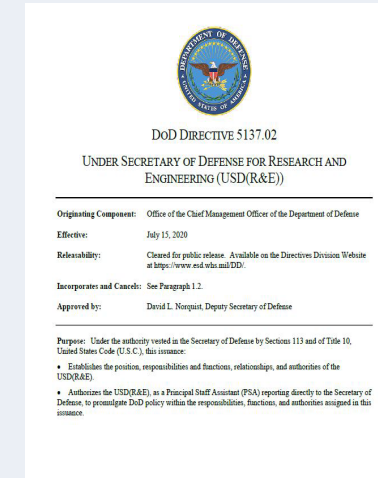 DEPARTMENT OF DEFENSE
UNITED STATES OF AMERICA
DOD DIRECTIVE 5137.02
UNDER SECRETARY OF DEFENSE FOR RESEARCH AND
ENGINEERING (USD(R&E))
Originating Component: Office of the Chief Management Officer of the Department of Defense
Effective: July 15, 2020
Releasability: Cleared for public release. Available on the Directives Division Website
at https://www.esd.whs.mil/DD/.
Incorporates and Cancels: See Paragraph 1.2.
Approved by: David L. Norquist, Deputy Secretary of Defense
Purpose: Under the authority vested in the Secretary of Defense by Sections 113 and of Title 10,
United States Code (U.S.C.), this issuance:
• Establishes the position, responsibilities and functions, relationships, and authorities of the
USD(R&E).
• Authorizes the USD(R&E), as a Principal Staff Assistant (PSA) reporting directly to the Secretary of
Defense, to promulgate DoD policy within the responsibilities, functions, and authorities assigned in this
issuance.